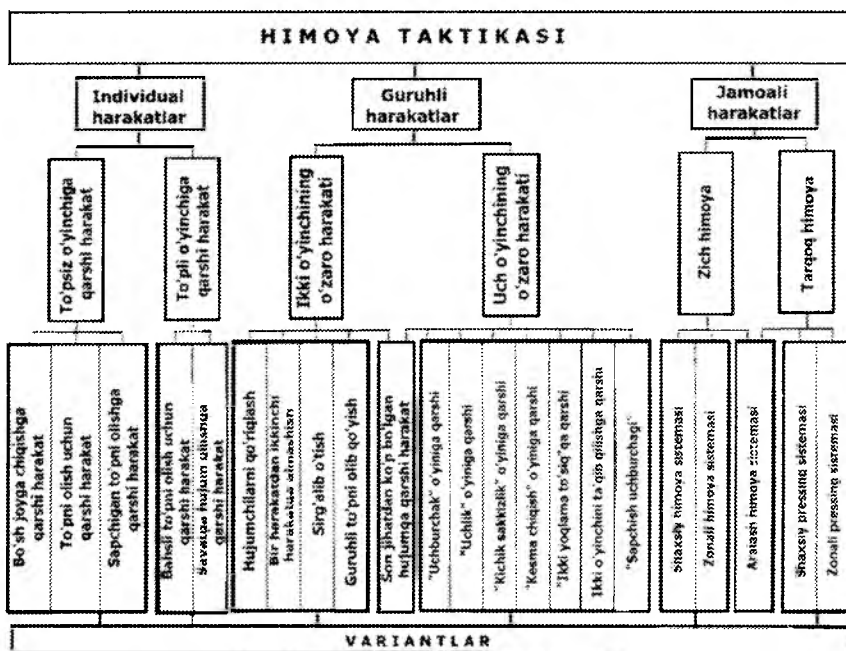 HIMOYA TAKTIKASI
Individual
harakatlar
Guruhli
harakatlar
Jamoali
harakatlar
To'psiz o'yinchiga
qarshi harakat
To'pli o'yinchiga
qarshi harakat
Ikki o'yinchining
o'zaro harakati
Uch o'yinchining
o'zaro harakati
Zich himoya
Tarqoq himoya
Bo'sh joyga chiqishga
qarshi harakat
To'pni olish uchun
qarshi harakat
Sapchigan to'pni olishga
qarshi harakat
Bahsli to'pni olish uchun
qarshi harakat
Savatga hujum qilishga
qarshi harakat
Hujumchilarni qo'riqlash
Bir harakatdan ikkinchi
harakatga almashish
Sirg'alib o'tish
Guruhli to'pni olib qo'yish
Son jihatdan ko'p bo'lgan
hujumga qarshi harakat
"Uchburchak" o'yiniga qarshi
"Uchlik" o'yiniga qarshi
"Kichik sakkizlik" o'yiniga qarshi
"Kesma chiqish" o'yiniga qarshi
"Ikki yoqlama to'siq"qa qarshi
Ikki o'yinchini ta'qib qilishga qarshi
"Sapchish uchburchagi"
Shaxsiy himoya sistemasi
Zonali himoya sistemasi
Aralash himoya sistemasi
Shaxsiy pressing sistemasi
Zonali pressing sistemasi
VARIANTLAR